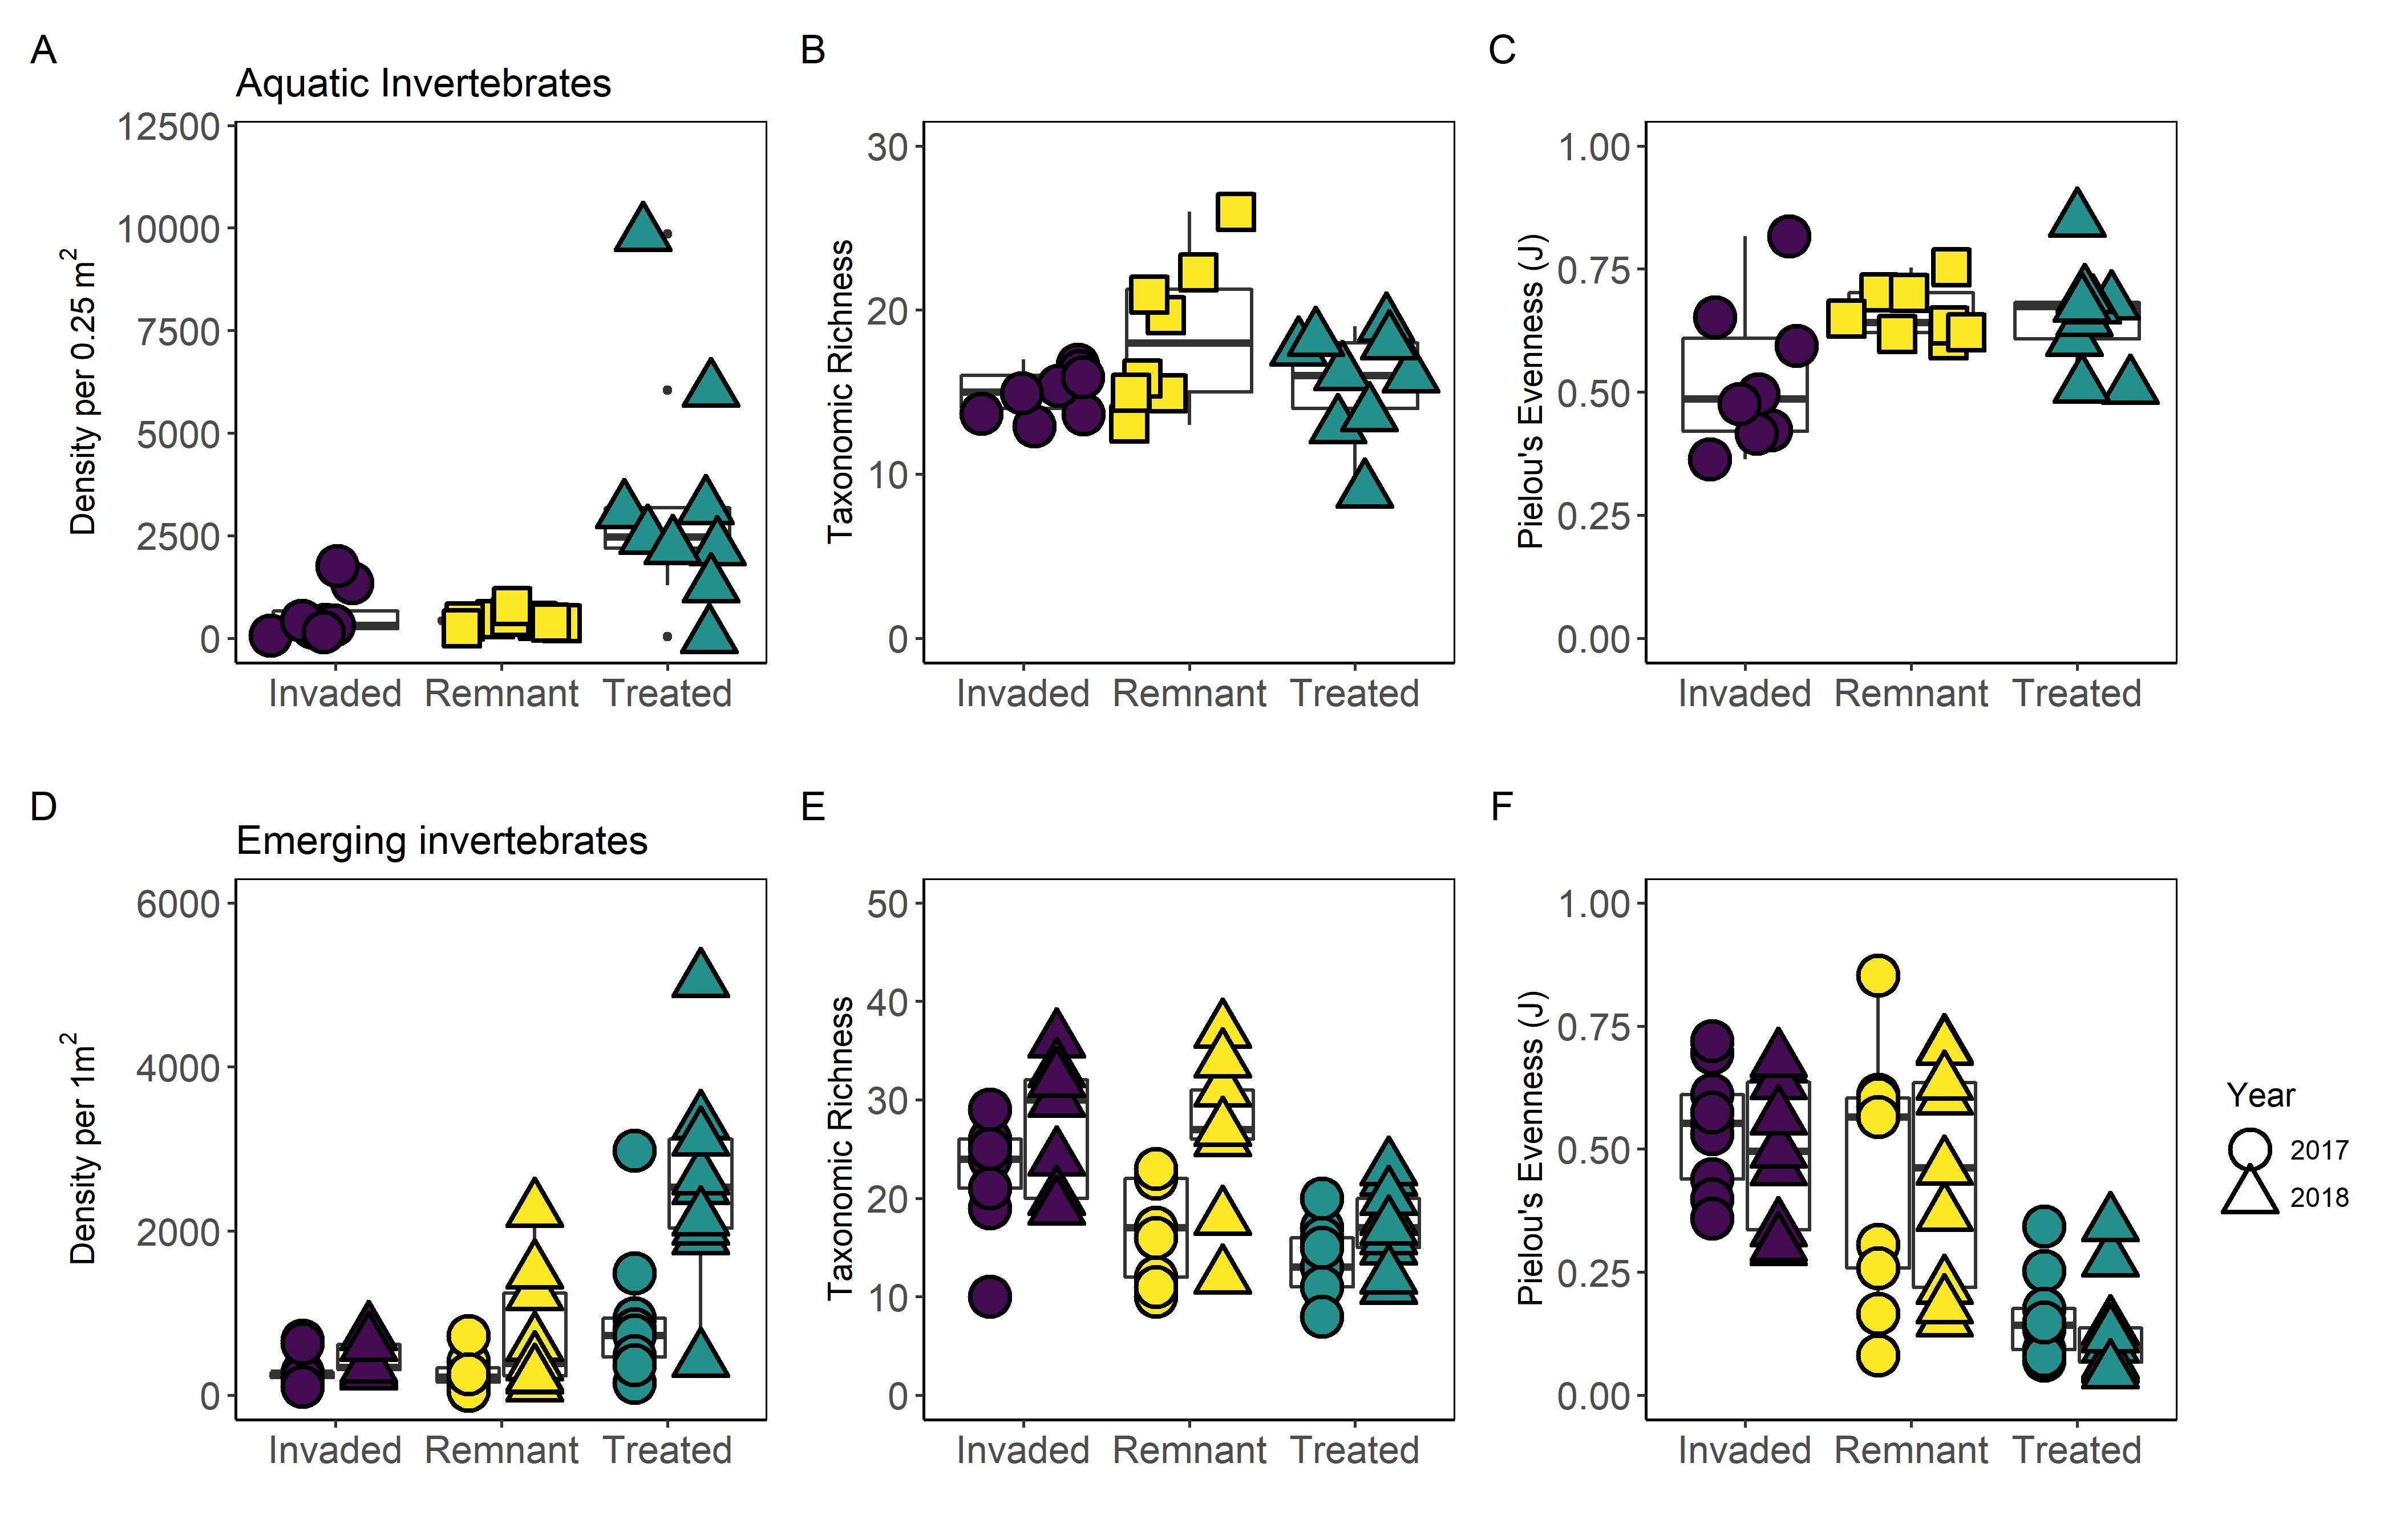 A
B
C
Aquatic Invertebrates
12500
10000
7500
5000
2500
0
Density per 0.25 m²
Invaded
Remnant
Treated
30
20
10
0
Taxonomic Richness
Invaded
Remnant
Treated
1.00
0.75
0.50
0.25
0.00
Pielou's Evenness (J)
Invaded
Remnant
Treated
D
E
F
Emerging invertebrates
6000
4000
2000
0
Density per 1m²
Invaded
Remnant
Treated
50
40
30
20
10
0
Taxonomic Richness
Invaded
Remnant
Treated
1.00
0.75
0.50
0.25
0.00
Pielou's Evenness (J)
Invaded
Remnant
Treated
Year
2017
2018